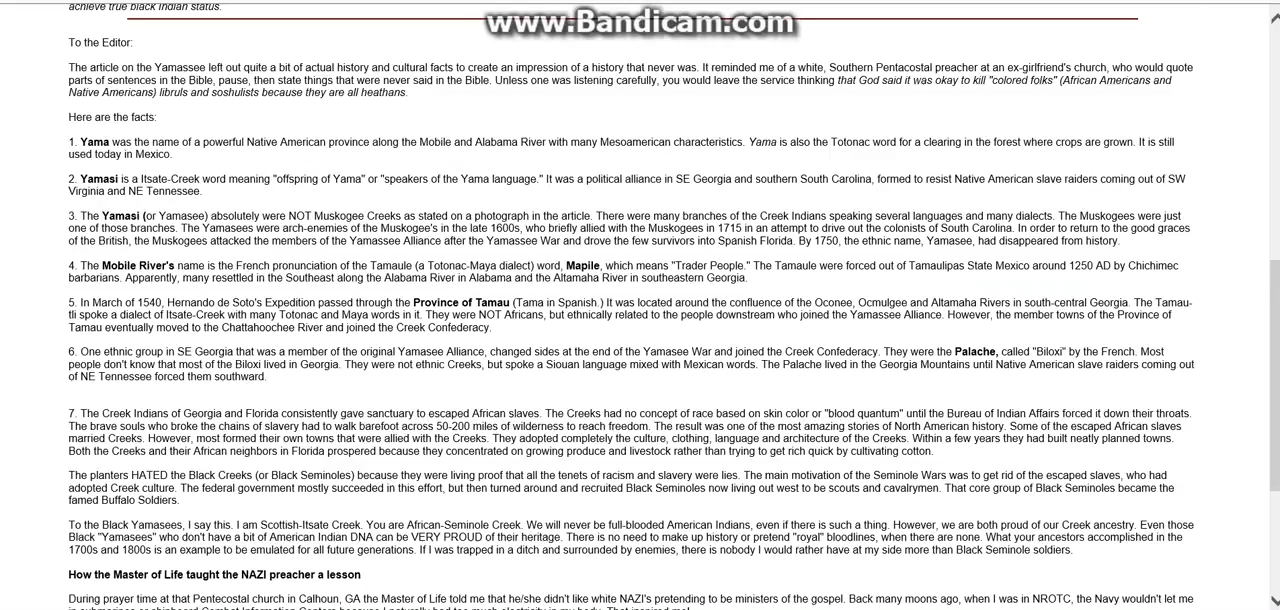 achieve true black Indian status.
www.Bandicam.com
To the Editor:
The article on the Yamassee left out quite a bit of actual history and cultural facts to create an impression of a history that never was. It reminded me of a white, Southern Pentacostal preacher at an ex-girlfriend's church, who would quote
parts of sentences in the Bible, pause, then state things that were never said in the Bible. Unless one was listening carefully, you would leave the service thinking that God said it was okay to kill "colored folks" (African Americans and
Native Americans) libruls and soshulists because they are all heathans.
Here are the facts:
1. Yama was the name of a powerful Native American province along the Mobile and Alabama River with many Mesoamerican characteristics. Yama is also the Totonac word for a clearing in the forest where crops are grown. It is still
used today in Mexico.
2. Yamasi is a Itsate-Creek word meaning "offspring of Yama" or "speakers of the Yama language." It was a political alliance in SE Georgia and southern South Carolina, formed to resist Native American slave raiders coming out of SW
Virginia and NE Tennessee.
3. The Yamasi (or Yamasee) absolutely were NOT Muskogee Creeks as stated on a photograph in the article. There were many branches of the Creek Indians speaking several languages and many dialects. The Muskogees were just
one of those branches. The Yamasees were arch-enemies of the Muskogee's in the late 1600s, who briefly allied with the Muskogees in 1715 in an attempt to drive out the colonists of South Carolina. In order to return to the good graces
of the British, the Muskogees attacked the members of the Yamassee Alliance after the Yamassee War and drove the few survivors into Spanish Florida. By 1750, the ethnic name, Yamasee, had disappeared from history.
4. The Mobile River's name is the French pronunciation of the Tamaule (a Totonac-Maya dialect) word, Mapile, which means "Trader People." The Tamaule were forced out of Tamaulipas State Mexico around 1250 AD by Chichimec
barbarians. Apparently, many resettled in the Southeast along the Alabama River in Alabama and the Altamaha River in southeastern Georgia.
5. In March of 1540, Hernando de Soto's Expedition passed through the Province of Tamau (Tama in Spanish.) It was located around the confluence of the Oconee, Ocmulgee and Altamaha Rivers in south-central Georgia. The Tamau-
tli spoke a dialect of Itsate-Creek with many Totonac and Maya words in it. They were NOT Africans, but ethnically related to the people downstream who joined the Yamassee Alliance. However, the member towns of the Province of
Tamau eventually moved to the Chattahoochee River and joined the Creek Confederacy.
6. One ethnic group in SE Georgia that was a member of the original Yamasee Alliance, changed sides at the end of the Yamasee War and joined the Creek Confederacy. They were the Palache, called "Biloxi" by the French. Most
people don't know that most of the Biloxi lived in Georgia. They were not ethnic Creeks, but spoke a Siouan language mixed with Mexican words. The Palache lived in the Georgia Mountains until Native American slave raiders coming out
of NE Tennessee forced them southward.
7. The Creek Indians of Georgia and Florida consistently gave sanctuary to escaped African slaves. The Creeks had no concept of race based on skin color or "blood quantum" until the Bureau of Indian Affairs forced it down their throats.
The brave souls who broke the chains of slavery had to walk barefoot across 50-200 miles of wilderness to reach freedom. The result was one of the most amazing stories of North American history. Some of the escaped African slaves
married Creeks. However, most formed their own towns that were allied with the Creeks. They adopted completely the culture, clothing, language and architecture of the Creeks. Within a few years they had built neatly planned towns.
Both the Creeks and their African neighbors in Florida prospered because they concentrated on growing produce and livestock rather than trying to get rich quick by cultivating cotton.
The planters HATED the Black Creeks (or Black Seminoles) because they were living proof that all the tenets of racism and slavery were lies. The main motivation of the Seminole Wars was to get rid of the escaped slaves, who had
adopted Creek culture. The federal government mostly succeeded in this effort, but then turned around and recruited Black Seminoles now living out west to be scouts and cavalrymen. That core group of Black Seminoles became the
famed Buffalo Soldiers.
To the Black Yamasees, I say this. I am Scottish-Itsate Creek. You are African-Seminole Creek. We will never be full-blooded American Indians, even if there is such a thing. However, we are both proud of our Creek ancestry. Even those
Black "Yamasees" who don't have a bit of American Indian DNA can be VERY PROUD of their heritage. There is no need to make up history or pretend "royal" bloodlines, when there are none. What your ancestors accomplished in the
1700s and 1800s is an example to be emulated for all future generations. If I was trapped in a ditch and surrounded by enemies, there is nobody I would rather have at my side more than Black Seminole soldiers.
How the Master of Life taught the NAZI preacher a lesson
During prayer time at that Pentecostal church in Calhoun, GA the Master of Life told me that he/she didn't like white NAZI's pretending to be ministers of the gospel. Back many moons ago, when I was in NROTC, the Navy wouldn't let me
in submarines or shipboard Combat Information Centers because I naturally had too much electricity in my body. That inspired me!